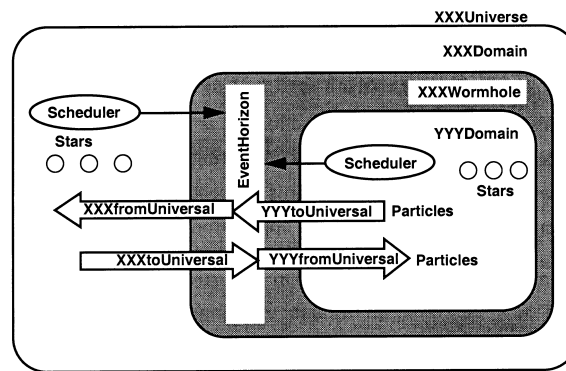 XXXUniverse
XXXDomain
XXXWormhole
Scheduler
Stars
EventHorizon
YYYDomain
Scheduler
Stars
XXXfromUniversal
YYYtoUniversal
Particles
XXXtoUniversal
YYYfromUniversal
Particles